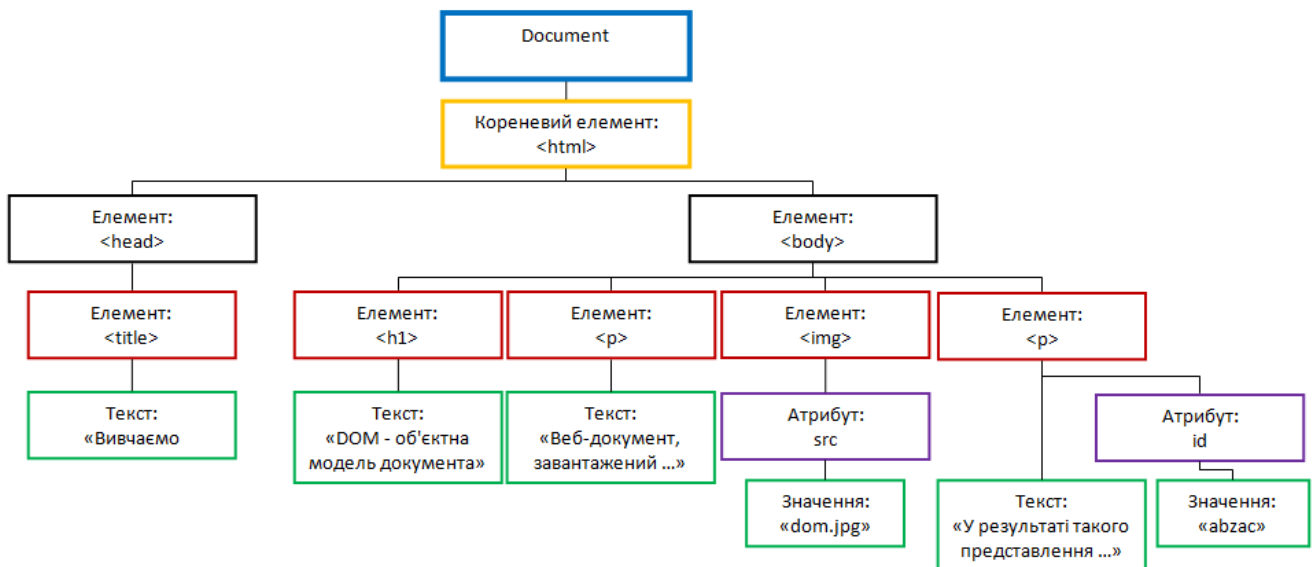 Document
Кореневий елемент:
<html>
Елемент:
<head>
Елемент:
<body>
Елемент:
<title>
Елемент:
<h1>
Елемент:
<p>
Елемент:
<img>
Елемент:
<p>
Текст:
«Вивчаємо
Текст:
«DOM - об'єктна
модель документа»
Текст:
«Веб-документ,
завантажений ...»
Атрибут:
src
Атрибут:
id
Значення:
«dom.jpg»
Текст:
«У результаті такого
представлення ...»
Значення:
«abzac»